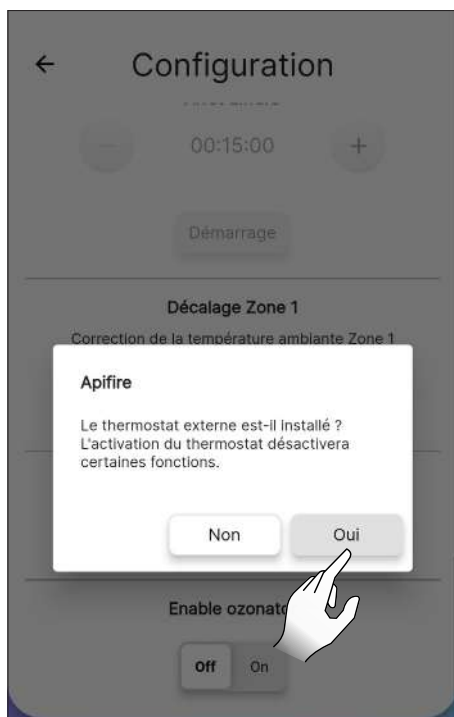 Configuration
00:15:00
Démarrage
Décalage Zone 1
Correction de la température ambiante Zone 1
Apifire
Le thermostat externe est-il installé ?
L'activation du thermostat désactivera
certaines fonctions.
Non Oui
Enable ozonato
Off On